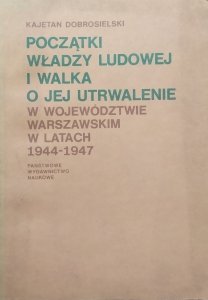 KAJETAN DOBROSIELSKI
POCZĄTKI
WŁADZY LUDOWEJ
I WALKA
O JEJ UTRWALENIE
W WOJEWÓDZTWIE
WARSZAWSKIM
W LATACH
1944-1947
PAŃSTWOWE
WYDAWNICTWO
NAUKOWE